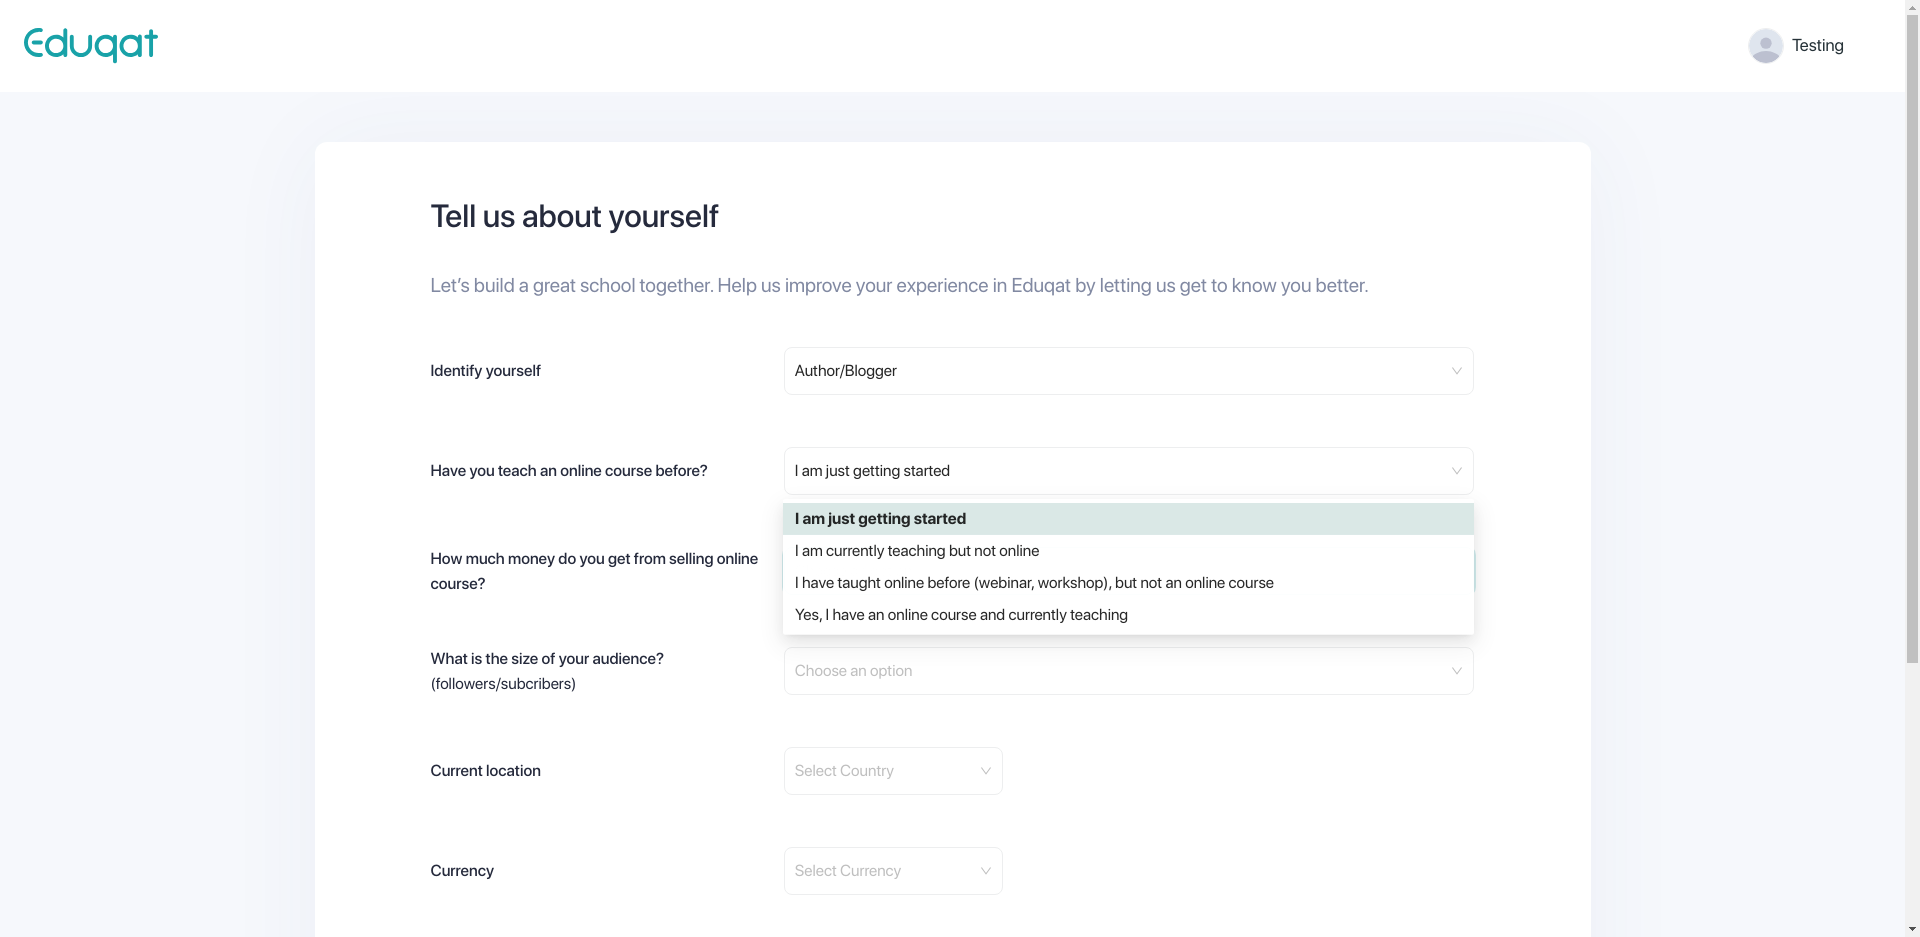 Eduqat
Testing
Tell us about yourself
Let's build a great school together. Help us improve your experience in Eduqat by letting us get to know you better.
Identify yourself
Author/Blogger
Have you teach an online course before?
I am just getting started
I am just getting started
I am currently teaching but not online
I have taught online before (webinar, workshop), but not an online course
Yes, I have an online course and currently teaching
How much money do you get from selling online
course?
What is the size of your audience?
(followers/subcribers)
Choose an option
Current location
Select Country
Currency
Select Currency